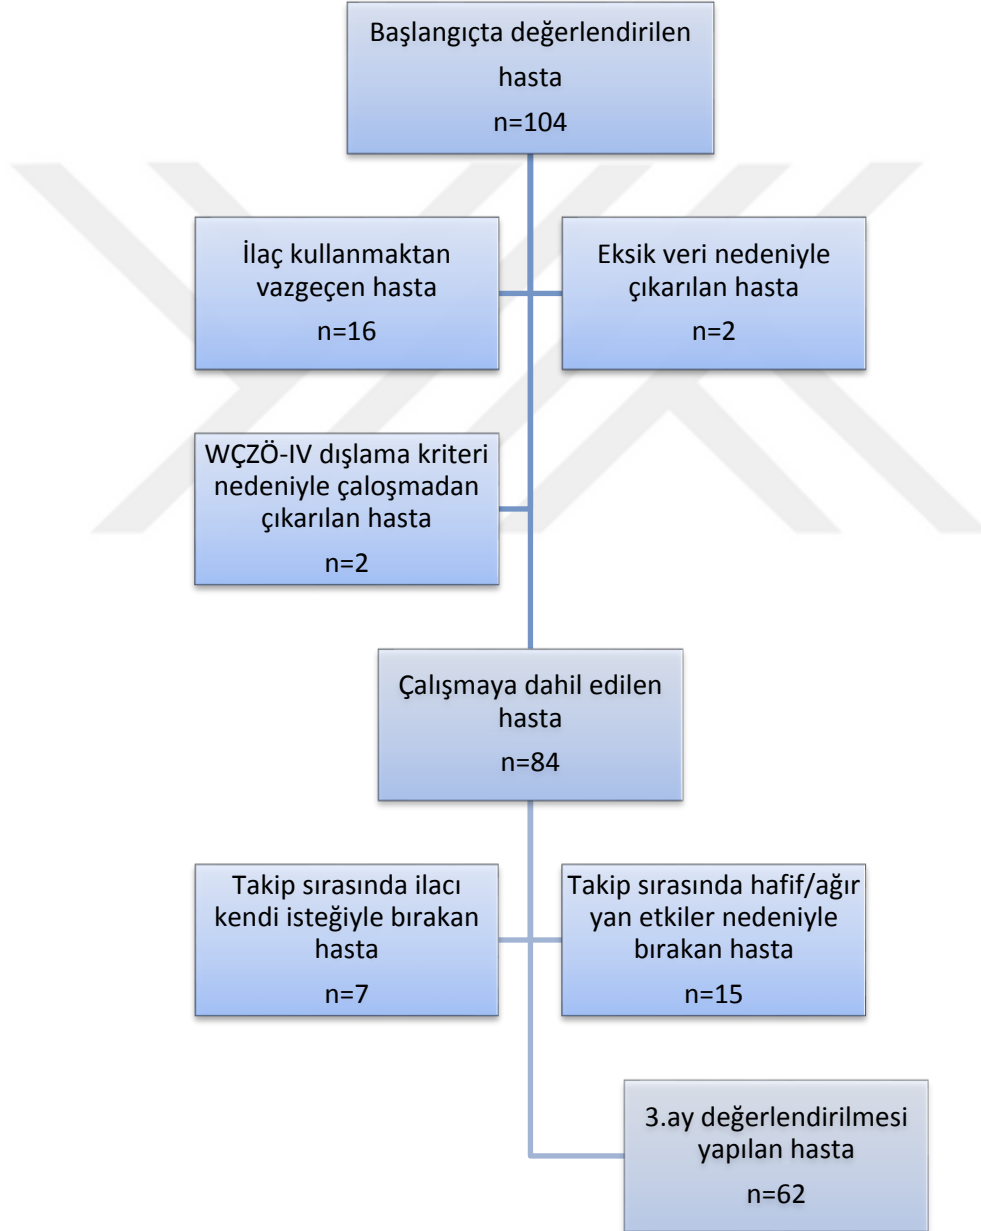 Başlangıçta değerlendirilen
hasta
n=104
İlaç kullanmaktan
vazgeçen hasta
n=16
Eksik veri nedeniyle
çıkarılan hasta
n=2
WÇZÖ-IV dışlama kriteri
nedeniyle çaloşmadan
çıkarılan hasta
n=2
Çalışmaya dahil edilen
hasta
n=84
Takip sırasında ilacı
kendi isteğiyle bırakan
hasta
n=7
Takip sırasında hafif/ağır
yan etkiler nedeniyle
bırakan hasta
n=15
3.ay değerlendirilmesi
yapılan hasta
n=62